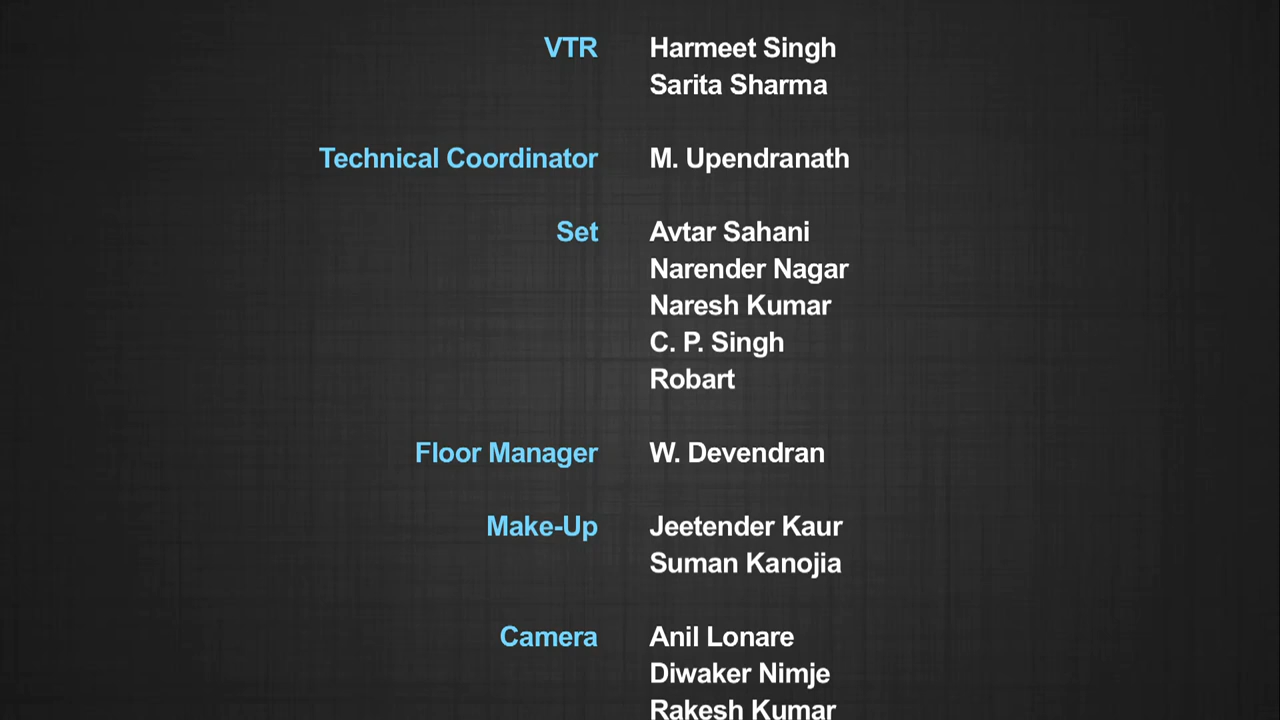 VTR Harmeet Singh
Sarita Sharma
Technical Coordinator M. Upendranath
Set Avtar Sahani
Narender Nagar
Naresh Kumar
C. P. Singh
Robart
Floor Manager W. Devendran
Make-Up Jeetender Kaur
Suman Kanojia
Camera Anil Lonare
Diwaker Nimje
Rakesh Kumar